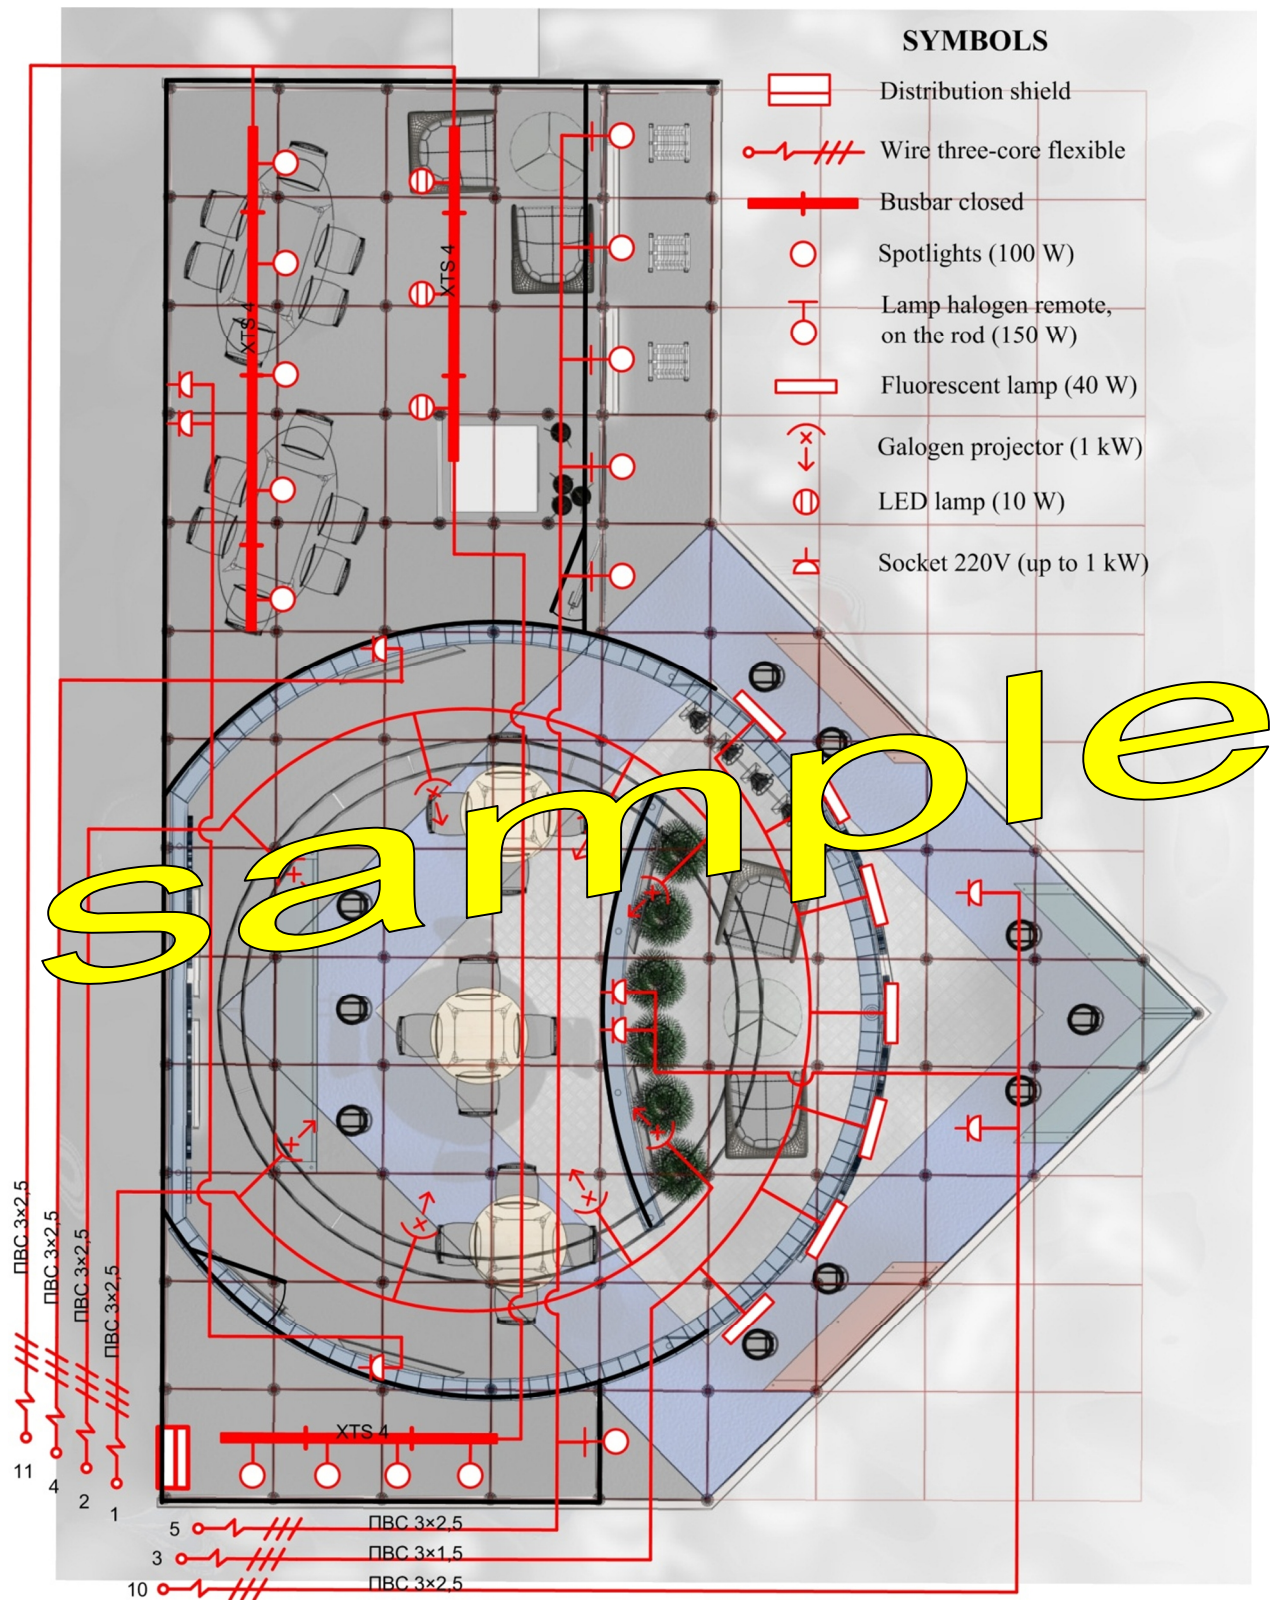 SYMBOLS
Distribution shield
Wire three-core flexible
Busbar closed
Spotlights (100 W)
Lamp halogen remote,
on the rod (150 W)
Fluorescent lamp (40 W)
Galogen projector (1 kW)
LED lamp (10 W)
Socket 220V (up to 1 kW)
XTS 4
XTS 4
sample
ПВС 3×2,5
ПВС 3×2,5
ПВС 3×2,5
ПВС 3×2,5
11
4
2
1
XTS 4
5
ПВС 3×2,5
3
ПВС 3×1,5
10
ПВС 3×2,5